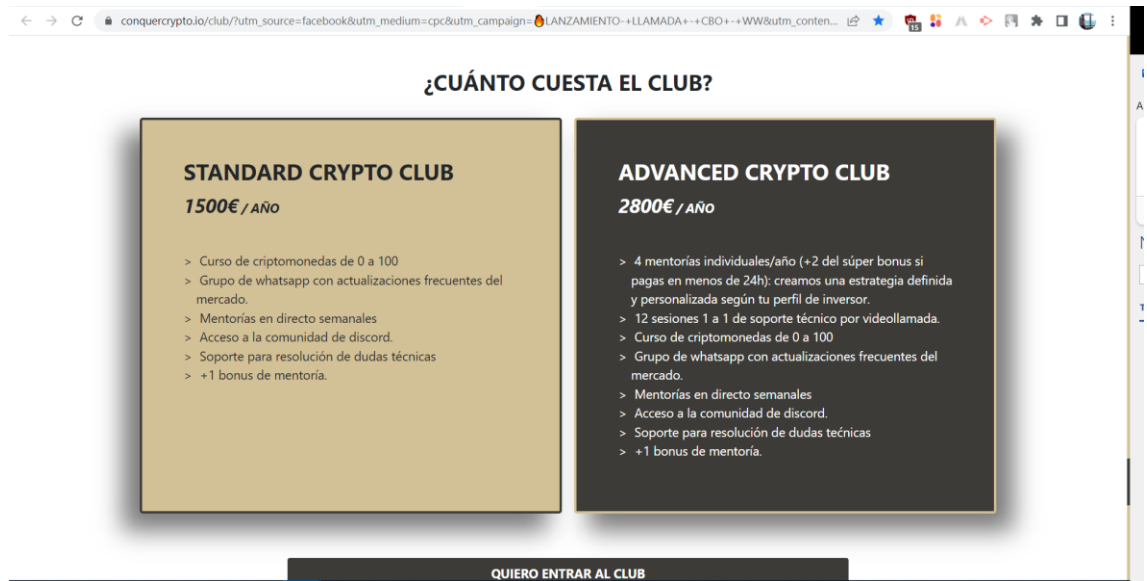 conquercrypto.io/club/?utm_source=facebook&utm_medium=cpc&utm_campaign=🔥LANZAMIENTO-+LLAMADA+-+CBO+-+WW&utm_conten...
15
¿CUÁNTO CUESTA EL CLUB?
STANDARD CRYPTO CLUB
1500€ / AÑO
> Curso de criptomonedas de 0 a 100
> Grupo de whatsapp con actualizaciones frecuentes del
mercado.
> Mentorías en directo semanales
> Acceso a la comunidad de discord.
> Soporte para resolución de dudas técnicas
> +1 bonus de mentoría.
ADVANCED CRYPTO CLUB
2800€ / AÑO
> 4 mentorías individuales/año (+2 del súper bonus si
pagas en menos de 24h): creamos una estrategia definida
y personalizada según tu perfil de inversor.
> 12 sesiones 1 a 1 de soporte técnico por videollamada.
> Curso de criptomonedas de 0 a 100
> Grupo de whatsapp con actualizaciones frecuentes del
mercado.
> Mentorías en directo semanales
> Acceso a la comunidad de discord.
> Soporte para resolución de dudas tećnicas
> +1 bonus de mentoría.
QUIERO ENTRAR AL CLUB